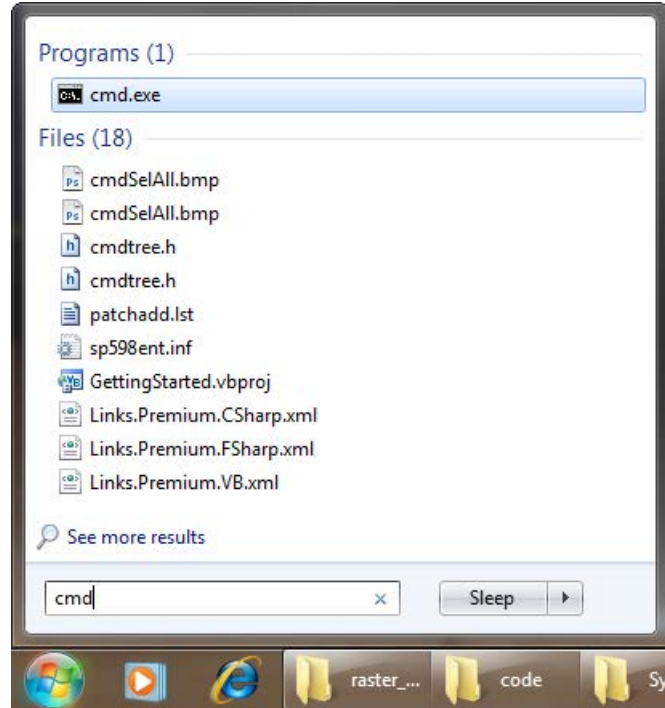 Programs (1)
cmd.exe
Files (18)
cmdSelAll.bmp
cmdSelAll.bmp
cmdtree.h
cmdtree.h
patchadd.lst
sp598ent.inf
GettingStarted.vbproj
Links.Premium.CSharp.xml
Links.Premium.FSharp.xml
Links.Premium.VB.xml
See more results
cmd
Sleep
raster_...
code
Sy